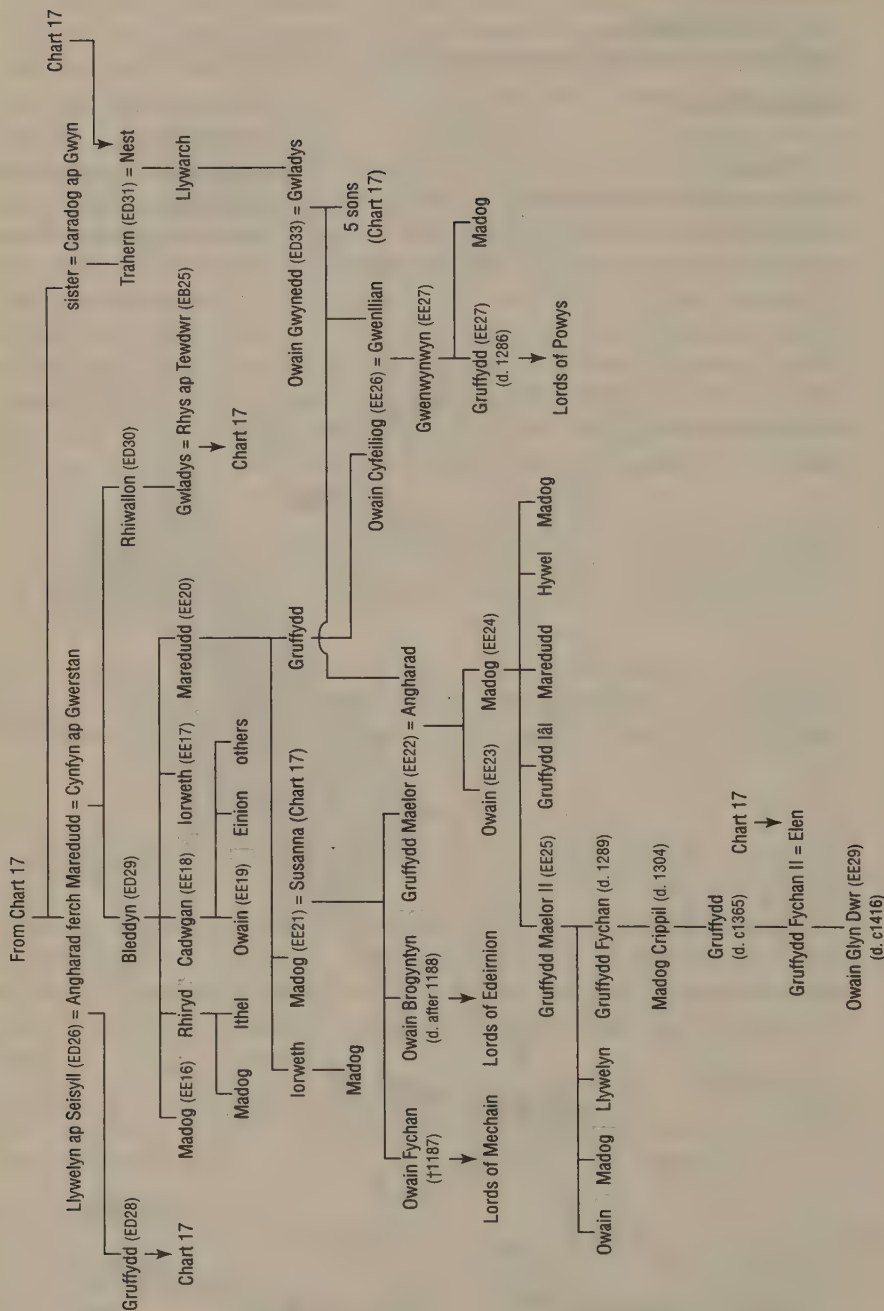 From Chart 17
Chart 17
Llywelyn ap Seisyll (ED26) = Angharad ferch Maredudd = Cynfyn ap Gwerstan
sister = Caradog ap Gwyn
Gruffydd (ED28)
Chart 17
Bleddyn (ED29)
Rhiwallon (ED30)
Trahern (ED31) = Nest
Madog (EE16)
Rhiryd
Cadwgan (EE18)
Iorweth (EE17)
Maredudd (EE20)
Gwladys = Rhys ap Tewdwr (EB25)
Llywarch
Madog
Ithel
Owain (EE19)
Einion
others
Chart 17
Iorweth
Madog (EE21) = Susanna (Chart 17)
Gruffydd
Owain Gwynedd (ED33) = Gwladys
Madog
5 sons
(Chart 17)
Owain Fychan
(†1187)
Owain Brogyntyn
(d. after 1188)
Gruffydd Maelor (EE22) = Angharad
Owain Cyfeiliog (EE26) = Gwenllian
Lords of Mechain
Lords of Edeirnion
Owain (EE23)
Madog (EE24)
Gwenwynwyn (EE27)
Gruffydd Maelor II (EE25)
Gruffydd Iâl
Maredudd
Hywel
Madog
Gruffydd (EE27)
(d. 1286)
Madog
Owain
Madog
Llywelyn
Gruffydd Fychan (d. 1289)
Lords of Powys
Madog Crippil (d. 1304)
Gruffydd
(d. c1365)
Chart 17
Gruffydd Fychan II = Elen
Owain Glyn Dwr (EE29)
(d. c1416)